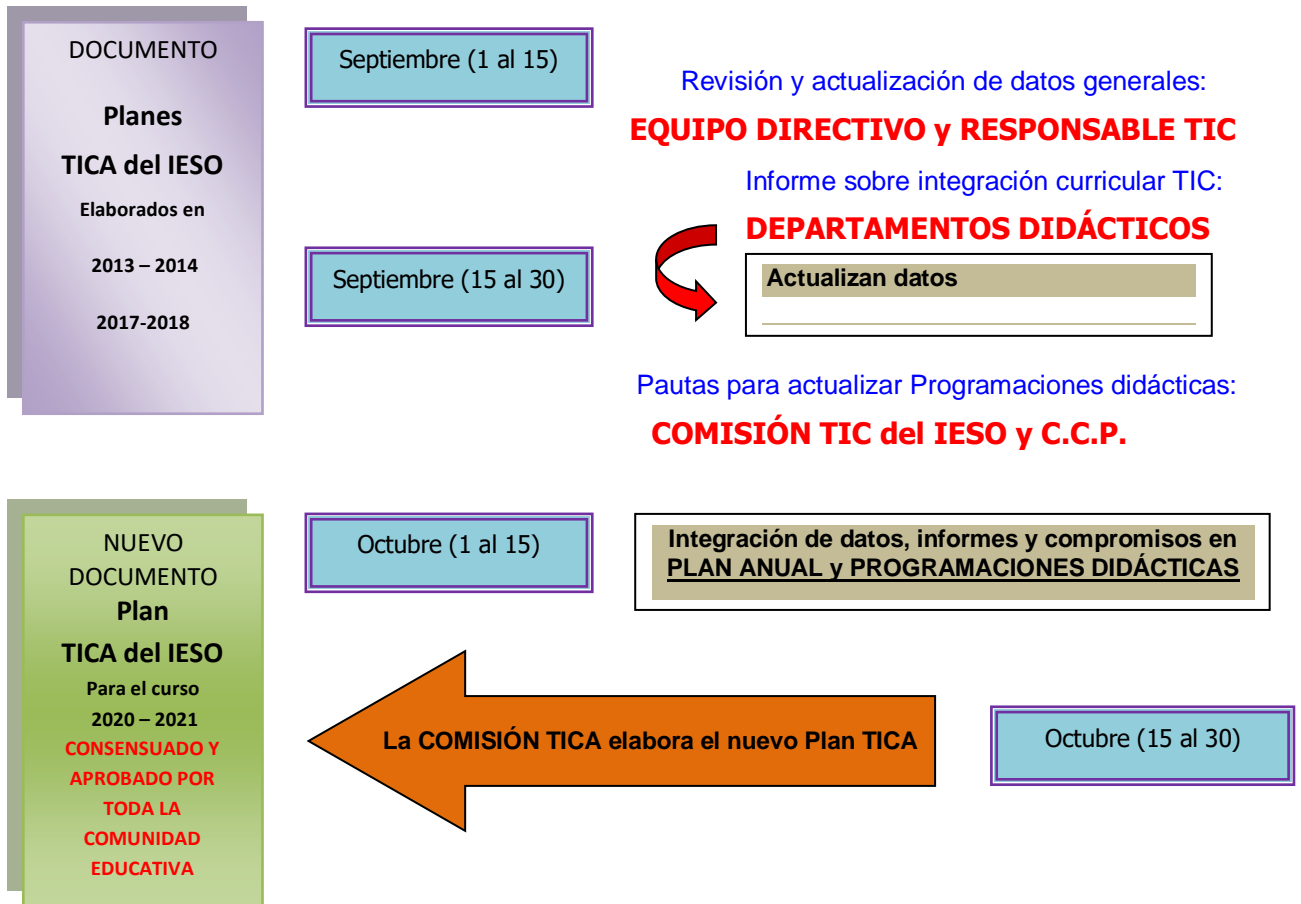 DOCUMENTO
Planes
TICA del IESO
Elaborados en
2013 – 2014
2017-2018
Septiembre (1 al 15)
Revisión y actualización de datos generales:
EQUIPO DIRECTIVO y RESPONSABLE TIC
Informe sobre integración curricular TIC:
DEPARTAMENTOS DIDÁCTICOS
Septiembre (15 al 30)
Actualizan datos
Pautas para actualizar Programaciones didácticas:
COMISIÓN TIC del IESO y C.C.P.
NUEVO
DOCUMENTO
Plan
TICA del IESO
Para el curso
2020 – 2021
CONSENSUADO Y
APROBADO POR
TODA LA
COMUNIDAD
EDUCATIVA
Octubre (1 al 15)
Integración de datos, informes y compromisos en
PLAN ANUAL y PROGRAMACIONES DIDÁCTICAS
La COMISIÓN TICA elabora el nuevo Plan TICA
Octubre (15 al 30)